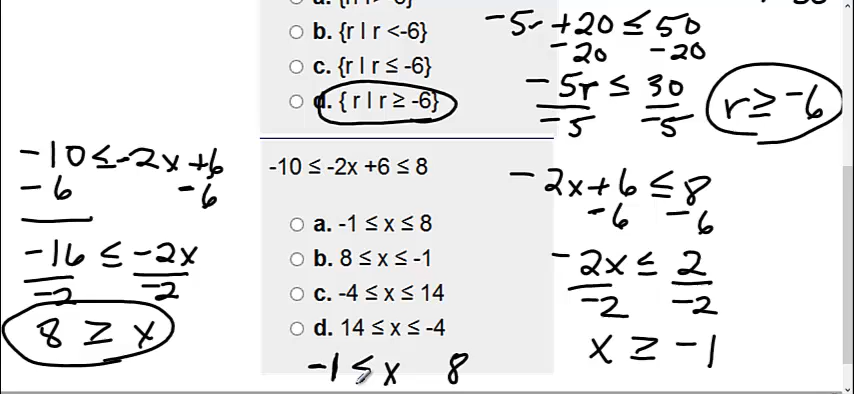 b. {r | r <-6}
c. {r | r ≤ -6}
d. { r | r ≥ -6}
-5r +20 ≤ 50
-20 -20
-5r ≤ 30
-5 -5
r ≥ -6
-10 ≤ -2x +6 ≤ 8
a. -1 ≤ x ≤ 8
b. 8 ≤ x ≤ -1
c. -4 ≤ x ≤ 14
d. 14 ≤ x ≤ -4
-1 ≤ x 8
-10 ≤ -2x +6
-6 -6
-16 ≤ -2x
-2 -2
8 ≥ x
-2x+6 ≤ 8
-6 -6
-2x ≤ 2
-2 -2
x ≥ -1